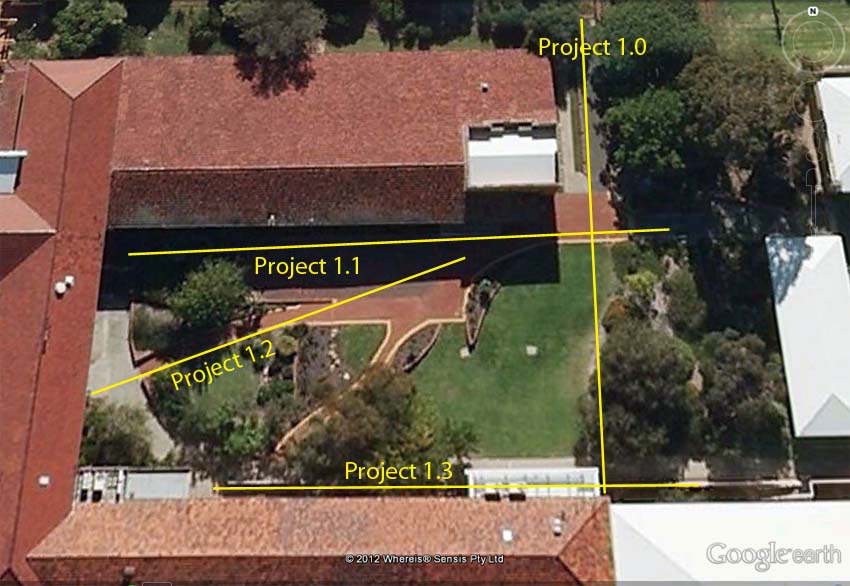 N
Project 1.0
Project 1.1
Project 1.2
Project 1.3
© 2012 Whereis® Sensis Pty Ltd
Google earth